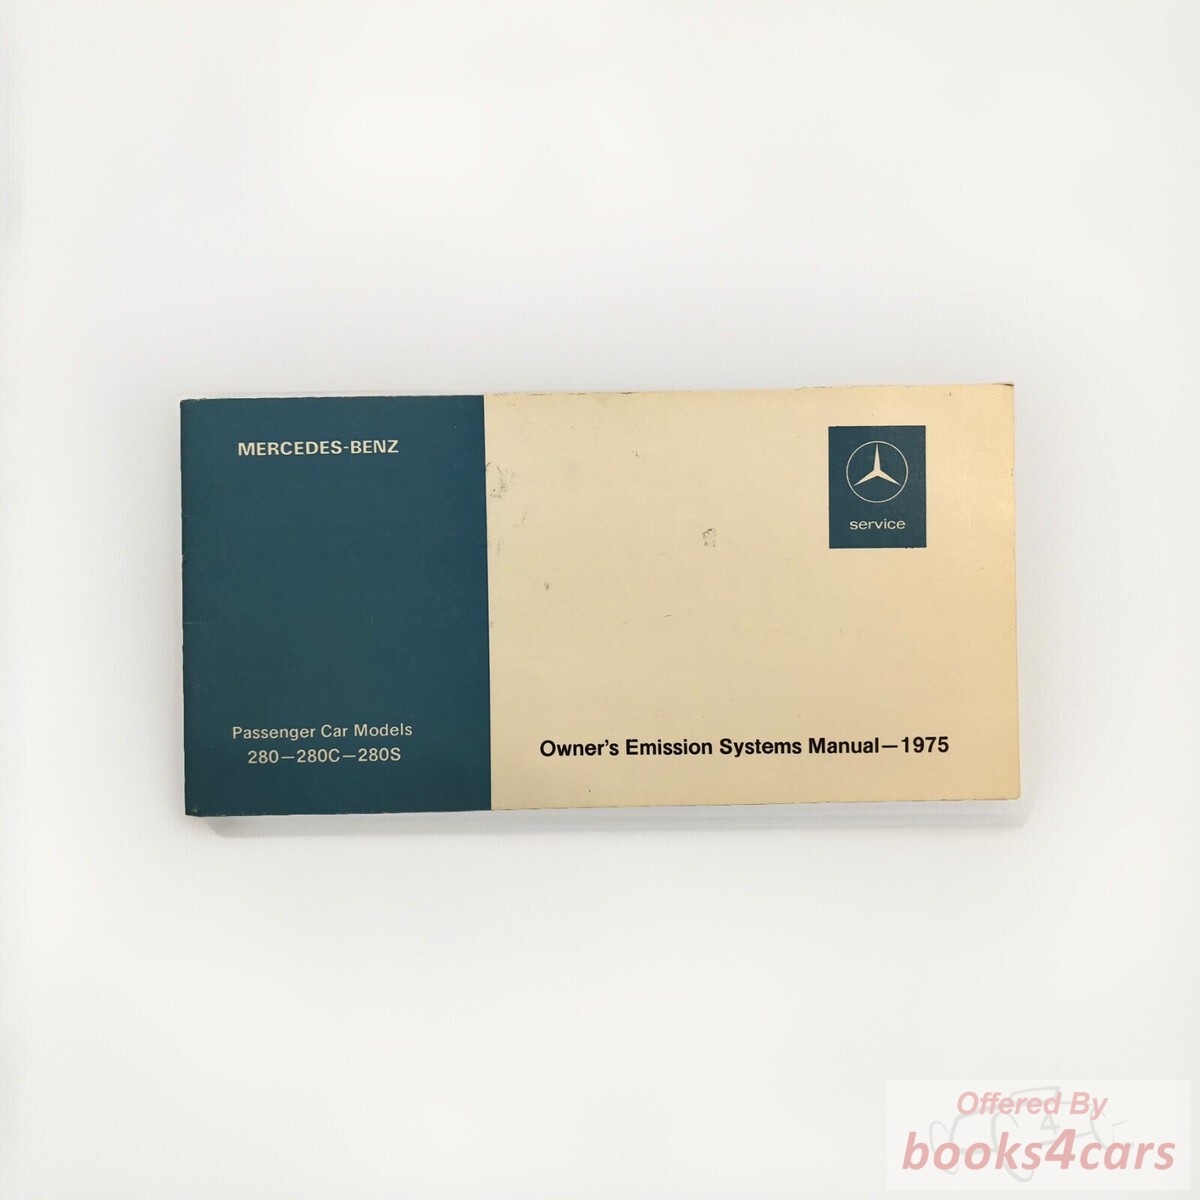 MERCEDES-BENZ
service
Passenger Car Models
280—280C—280S
Owner's Emission Systems Manual—1975
Offered By
books4cars